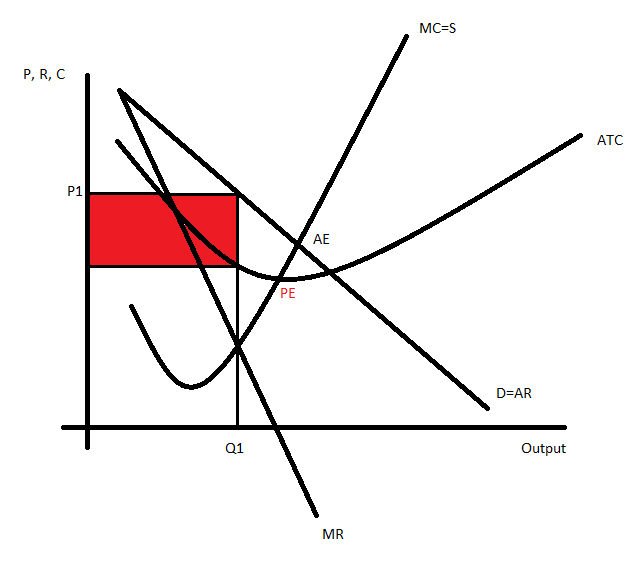 MC=S
P, R, C
ATC
P1
AE
PE
D=AR
Q1
Output
MR